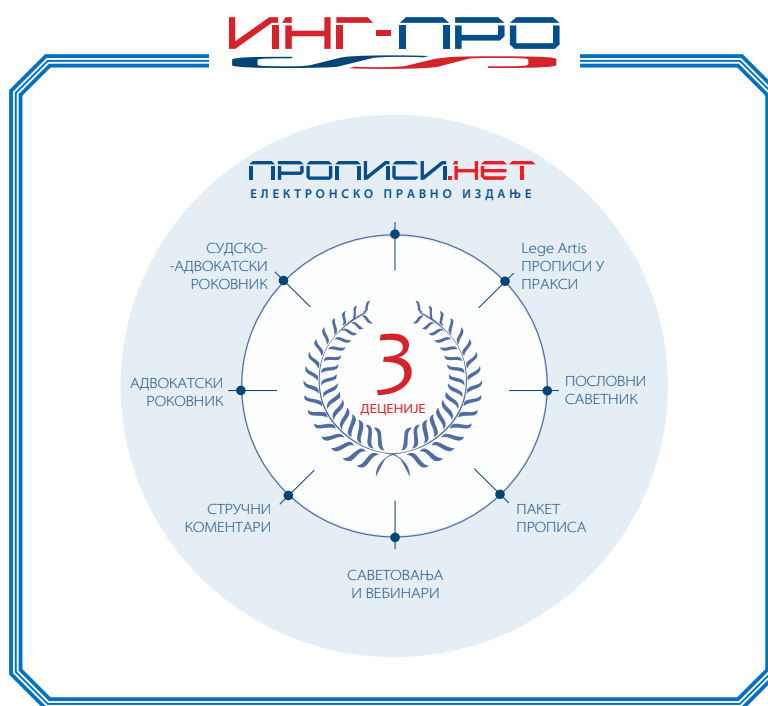 ИНГ-ПРО
ПРОПИСИ.НЕТ
ЕЛЕКТРОНСКО ПРАВНО ИЗДАЊЕ
СУДСКО-
-АДВОКАТСКИ
РОКОВНИК
Lege Artis
ПРОПИСИ У
ПРАКСИ
АДВОКАТСКИ
РОКОВНИК
3
ДЕЦЕНИЈЕ
ПОСЛОВНИ
САВЕТНИК
СТРУЧНИ
КОМЕНТАРИ
ПАКЕТ
ПРОПИСА
САВЕТОВАЊА
И ВЕБИНАРИ